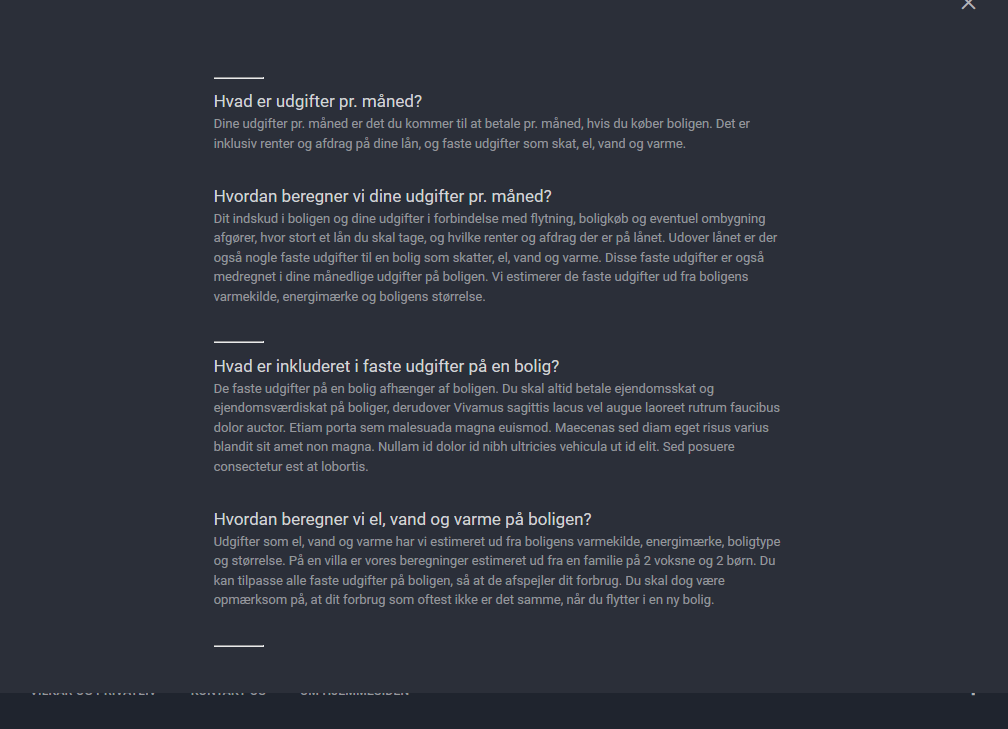 Hvad er udgifter pr. måned?
Dine udgifter pr. måned er det du kommer til at betale pr. måned, hvis du køber boligen. Det er
inklusiv renter og afdrag på dine lån, og faste udgifter som skat, el, vand og varme.
Hvordan beregner vi dine udgifter pr. måned?
Dit indskud i boligen og dine udgifter i forbindelse med flytning, boligkøb og eventuel ombygning
afgører, hvor stort et lån du skal tage, og hvilke renter og afdrag der er på lånet. Udover lånet er der
også nogle faste udgifter til en bolig som skatter, el, vand og varme. Disse faste udgifter er også
medregnet i dine månedlige udgifter på boligen. Vi estimerer de faste udgifter ud fra boligens
varmekilde, energimærke og boligens størrelse.
Hvad er inkluderet i faste udgifter på en bolig?
De faste udgifter på en bolig afhænger af boligen. Du skal altid betale ejendomsskat og
ejendomsværdiskat på boliger, derudover Vivamus sagittis lacus vel augue laoreet rutrum faucibus
dolor auctor. Etiam porta sem malesuada magna euismod. Maecenas sed diam eget risus varius
blandit sit amet non magna. Nullam id dolor id nibh ultricies vehicula ut id elit. Sed posuere
consectetur est at lobortis.
Hvordan beregner vi el, vand og varme på boligen?
Udgifter som el, vand og varme har vi estimeret ud fra boligens varmekilde, energimærke, boligtype
og størrelse. På en villa er vores beregninger estimeret ud fra en familie på 2 voksne og 2 børn. Du
kan tilpasse alle faste udgifter på boligen, så at de afspejler dit forbrug. Du skal dog være
opmærksom på, at dit forbrug som oftest ikke er det samme, når du flytter i en ny bolig.